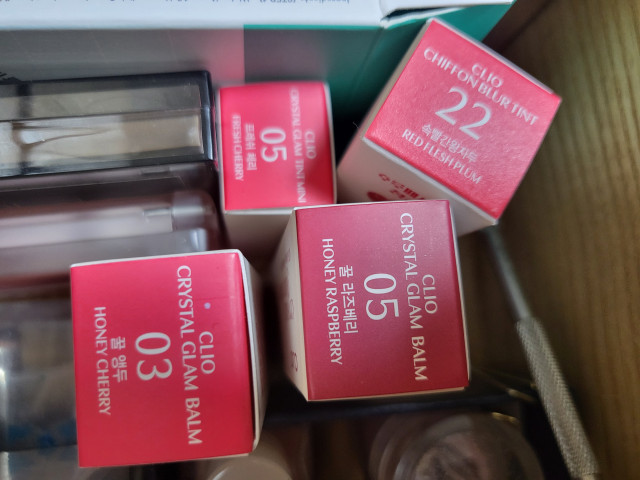 CLIO
CRYSTAL GLAM TINT MINI
05
프레쉬 체리
FRESH CHERRY
CLIO
CHIFFON BLUR TINT
22
속빨간왕자두
RED FLESH PLUM
CLIO
CRYSTAL GLAM BALM
03
꿀 앵두
HONEY CHERRY
CLIO
CRYSTAL GLAM BALM
05
꿀 라즈베리
HONEY RASPBERRY